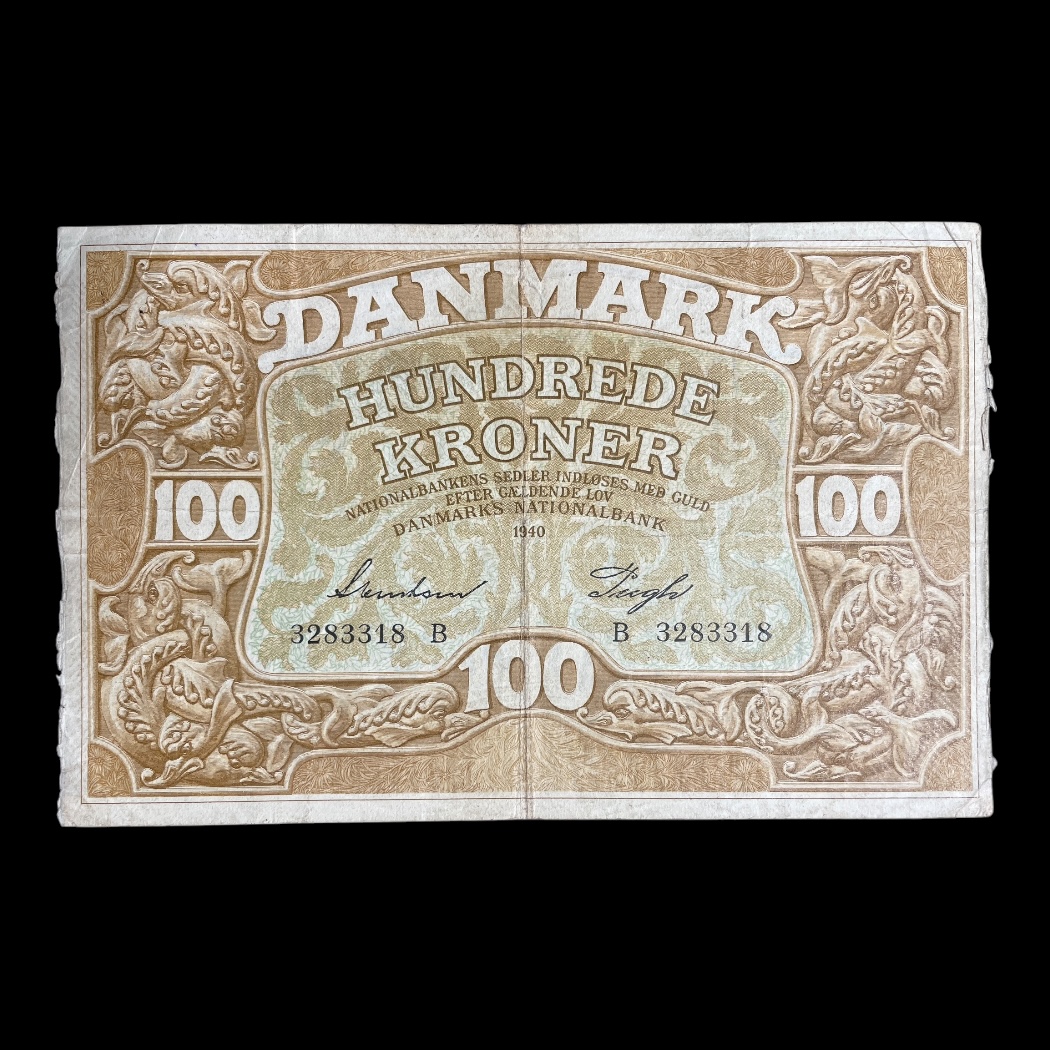 DANMARK
HUNDREDE
KRONER
NATIONALBANKENS SEDLER INDLØSES MED GULD
EFTER GÆLDENDE LOV
DANMARKS NATIONALBANK
1940
100 100
Svendsen
3283318 B B 3283318
100